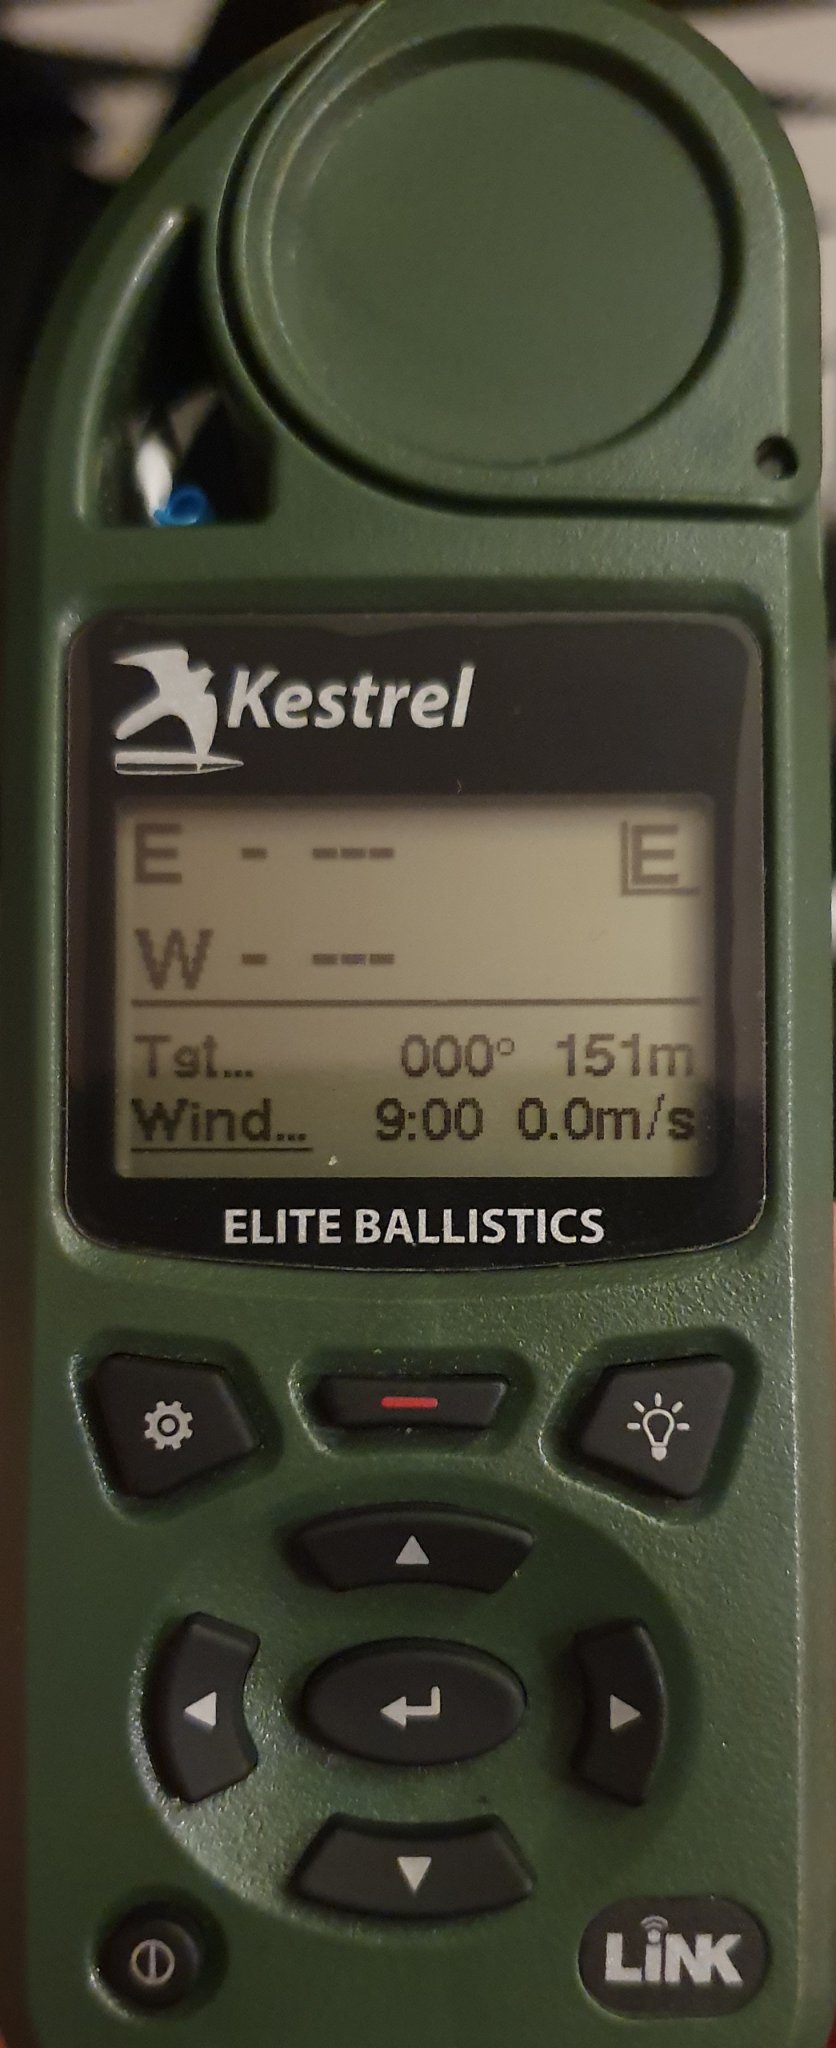 Kestrel
E - --- E
W - ---
Tgt... 000° 151m
Wind... 9:00 0.0m/s
ELITE BALLISTICS
LiNK